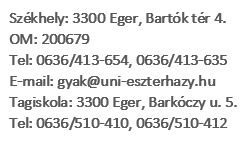 Székhely: 3300 Eger, Bartók tér 4.
OM: 200679
Tel: 0636/413-654, 0636/413-635
E-mail: gyak@uni-eszterhazy.hu
Tagiskola: 3300 Eger, Barkóczy u. 5.
Tel: 0636/510-410, 0636/510-412